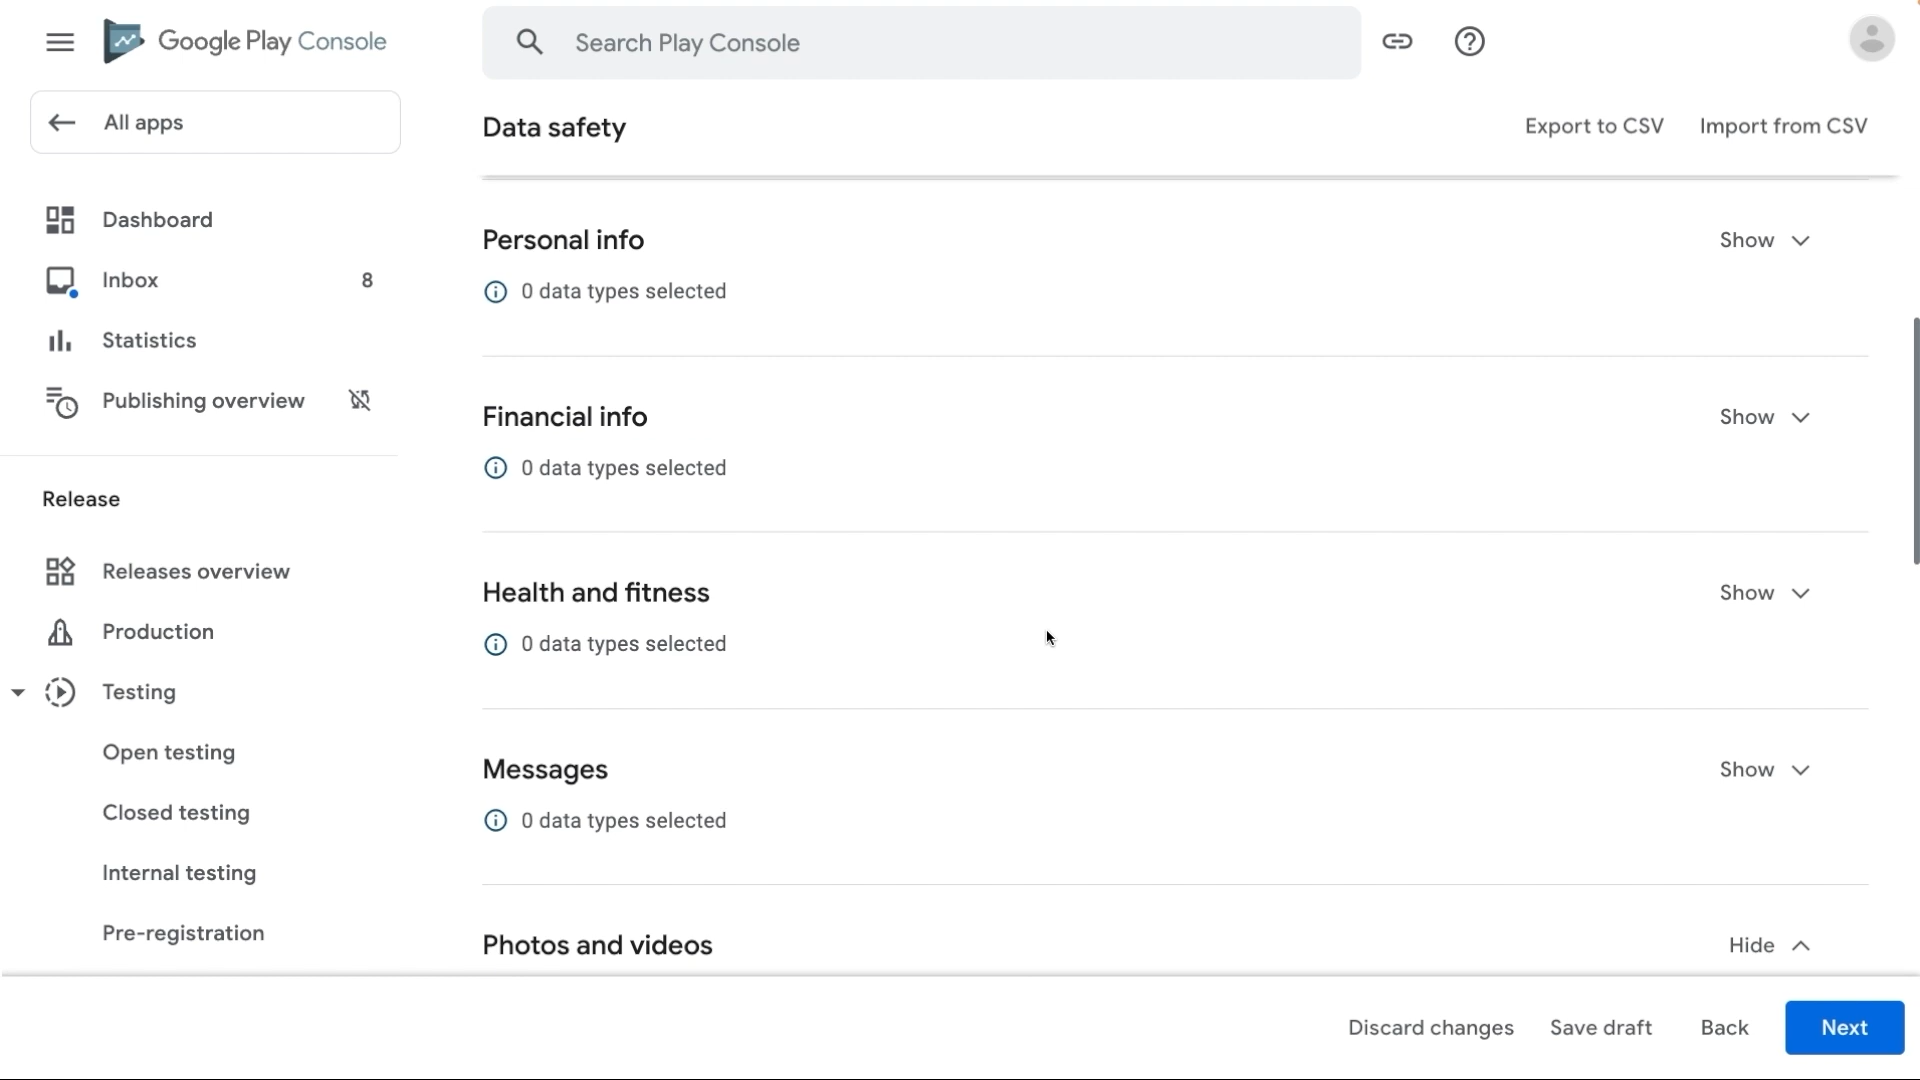 Google Play Console
Search Play Console
All apps
Data safety
Export to CSV
Import from CSV
Dashboard
Inbox
8
Statistics
Publishing overview
Release
Releases overview
Production
Testing
Open testing
Closed testing
Internal testing
Pre-registration
Personal info
Show
0 data types selected
Financial info
Show
0 data types selected
Health and fitness
Show
0 data types selected
Messages
Show
0 data types selected
Photos and videos
Hide
Discard changes
Save draft
Back
Next